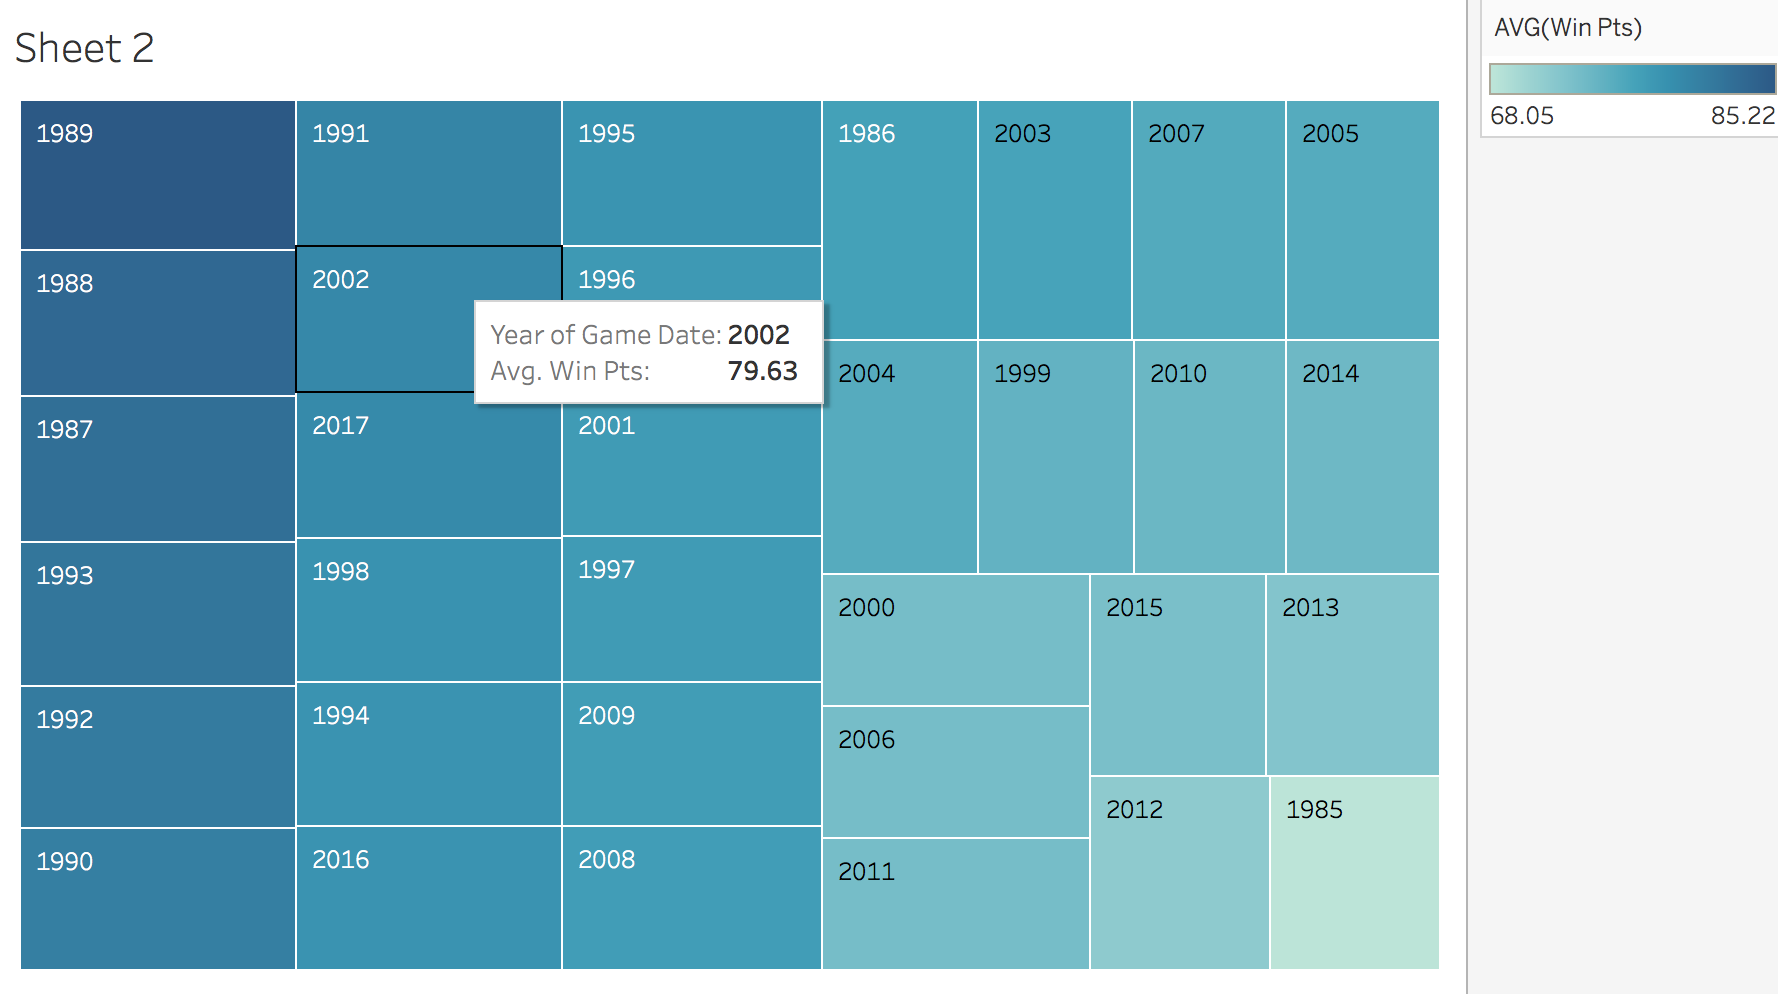 Sheet 2
AVG(Win Pts)
68.05 85.22
1989 1991 1995 1986 2003 2007 2005
1988 2002 1996
Year of Game Date: 2002
Avg. Win Pts: 79.63
2004 1999 2010 2014
1987 2017 2001
1993 1998 1997
2000 2015 2013
1992 1994 2009
2006
2012 1985
1990 2016 2008
2011